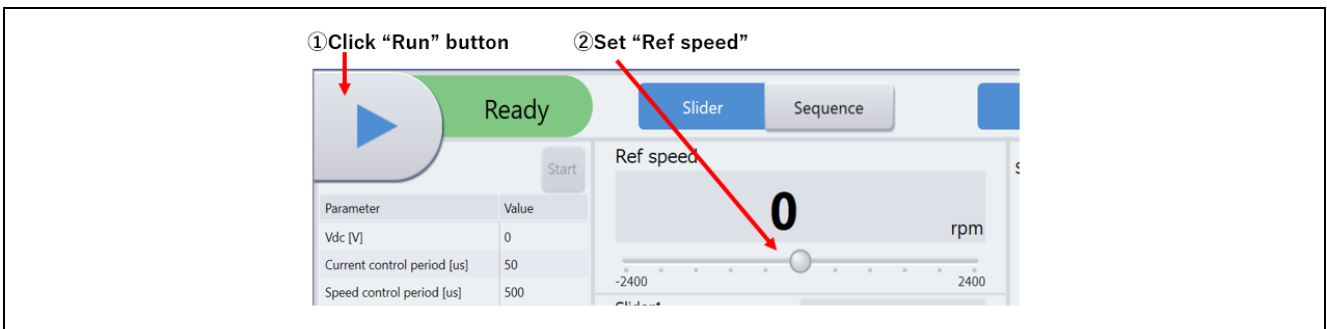 ①Click “Run” button ②Set “Ref speed”
Ready
Slider Sequence
Start
Ref speed
0
rpm
-2400 2400
Parameter Value
Vdc [V] 0
Current control period [us] 50
Speed control period [us] 500